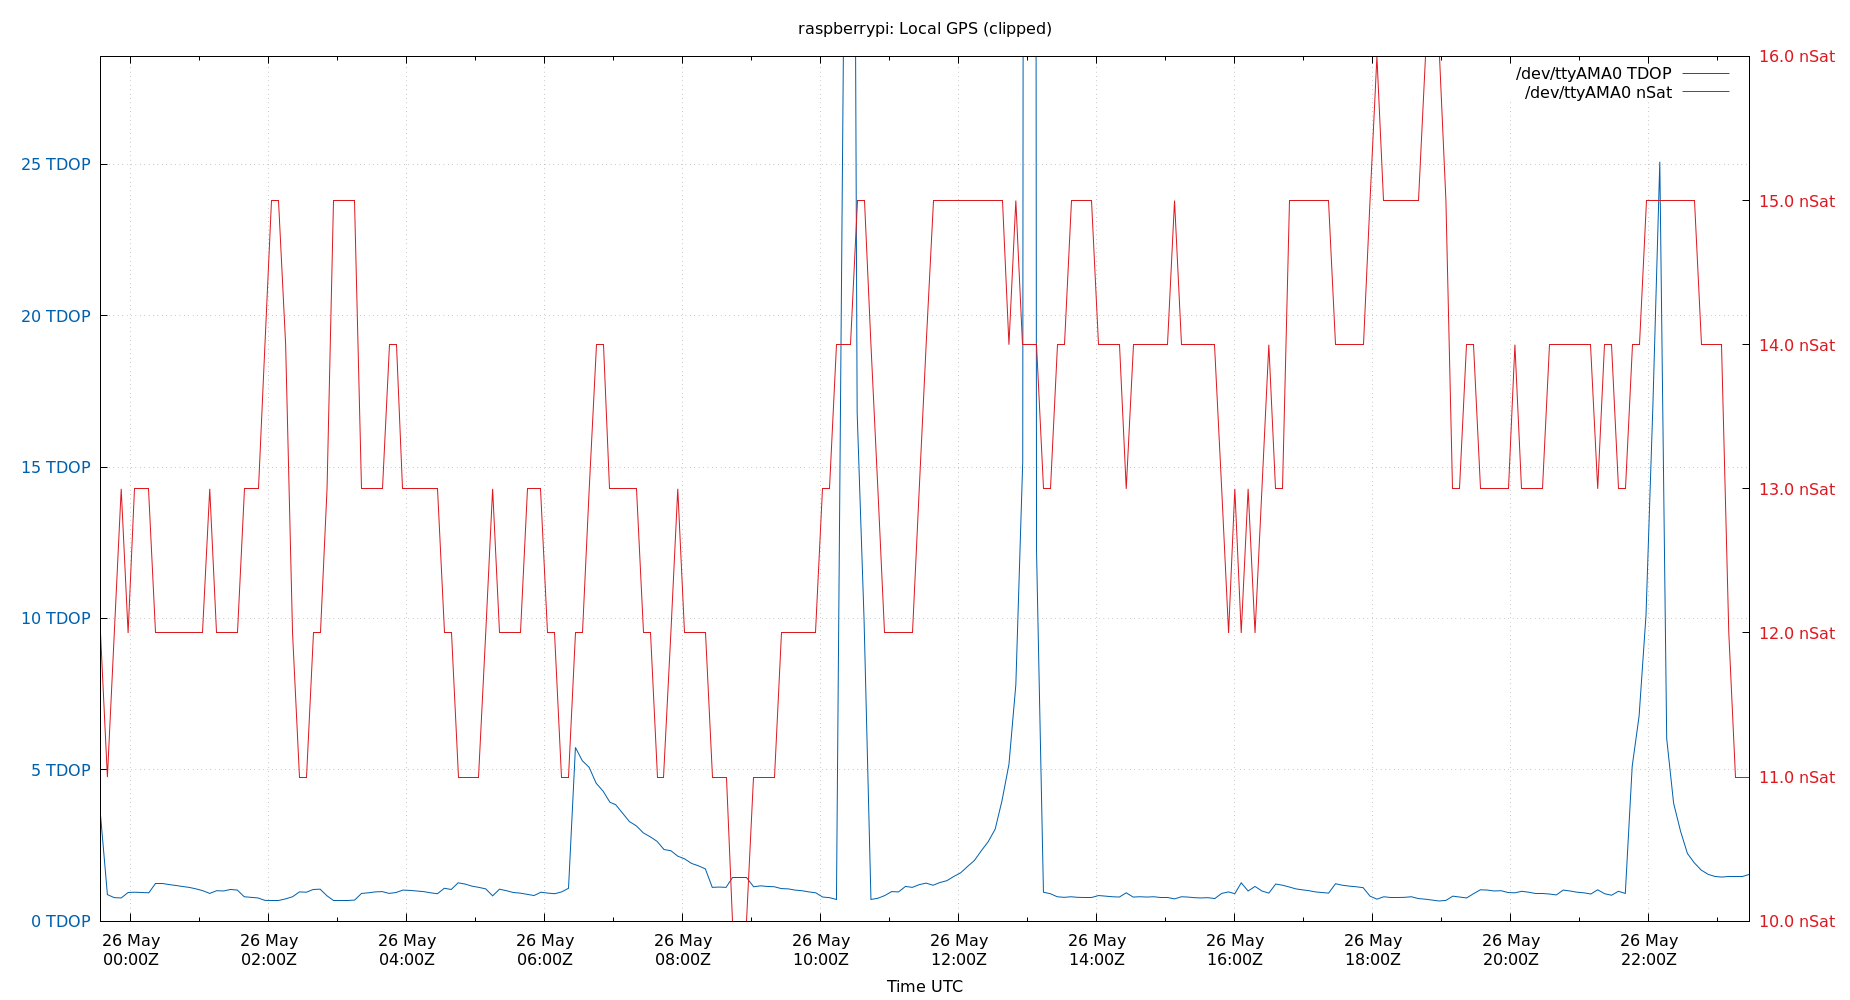 raspberrypi: Local GPS (clipped)
/dev/ttyAMA0 TDOP
/dev/ttyAMA0 nSat
25 TDOP
20 TDOP
15 TDOP
10 TDOP
5 TDOP
0 TDOP
16.0 nSat
15.0 nSat
14.0 nSat
13.0 nSat
12.0 nSat
11.0 nSat
10.0 nSat
26 May
00:00Z
26 May
02:00Z
26 May
04:00Z
26 May
06:00Z
26 May
08:00Z
26 May
10:00Z
26 May
12:00Z
26 May
14:00Z
26 May
16:00Z
26 May
18:00Z
26 May
20:00Z
26 May
22:00Z
Time UTC